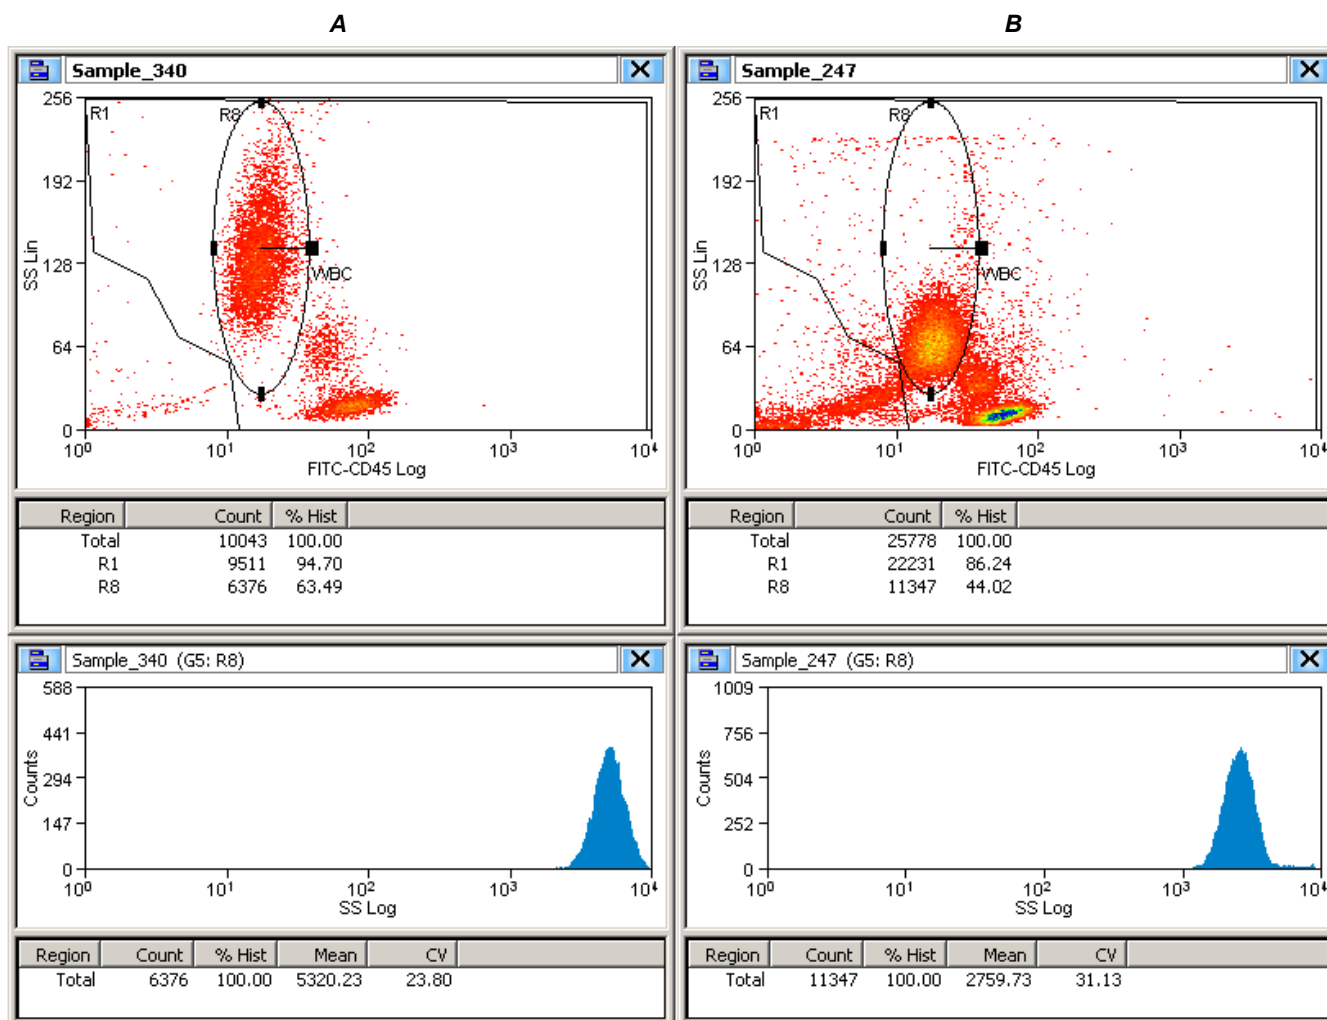 A
B
Sample_340
256
192
128
64
0
SS Lin
R1
R8
WBC
10⁰
10¹
10²
10³
10⁴
FITC-CD45 Log
Region Count % Hist
Total 10043 100.00
R1 9511 94.70
R8 6376 63.49
Sample_340 (G5: R8)
588
441
294
147
0
Counts
10⁰
10¹
10²
10³
10⁴
SS Log
Region Count % Hist Mean CV
Total 6376 100.00 5320.23 23.80
Sample_247
256
192
128
64
0
SS Lin
R1
R8
WBC
10⁰
10¹
10²
10³
10⁴
FITC-CD45 Log
Region Count % Hist
Total 25778 100.00
R1 22231 86.24
R8 11347 44.02
Sample_247 (G5: R8)
1009
756
504
252
0
Counts
10⁰
10¹
10²
10³
10⁴
SS Log
Region Count % Hist Mean CV
Total 11347 100.00 2759.73 31.13